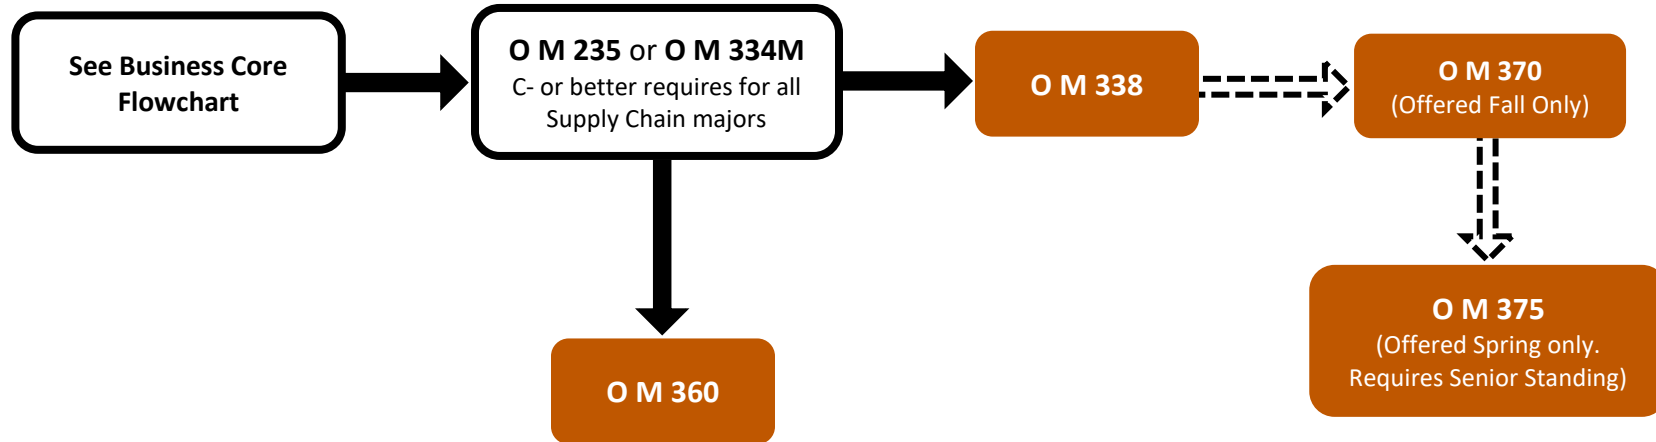 See Business Core
Flowchart
O M 235 or O M 334M
C- or better requires for all
Supply Chain majors
O M 338
O M 370
(Offered Fall Only)
O M 360
O M 375
(Offered Spring only.
Requires Senior Standing)